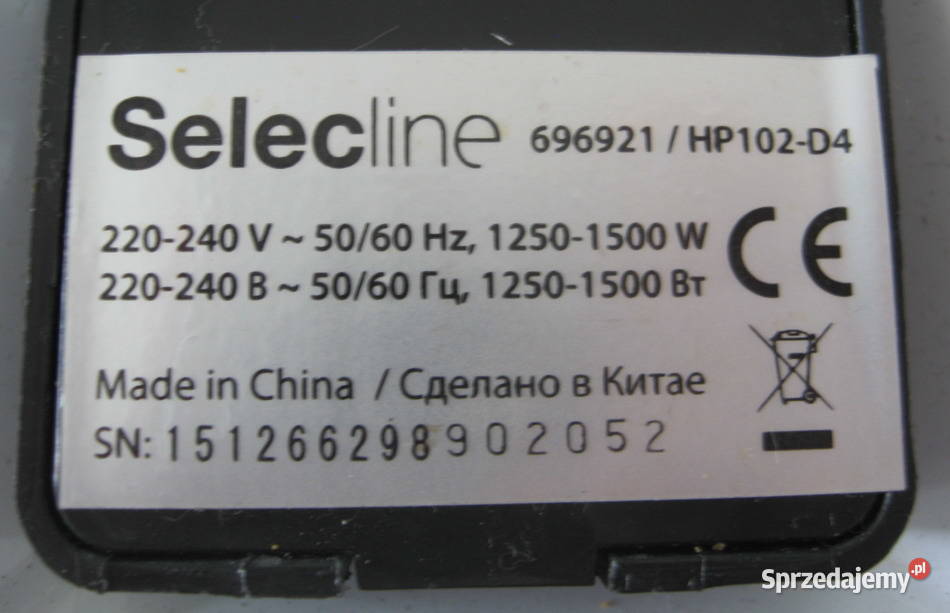 Selecline 696921 / HP102-D4
220-240 V ~ 50/60 Hz, 1250-1500 W
220-240 В ~ 50/60 Гц, 1250-1500 Вт
CE
Made in China / Сделано в Китае
SN: 151266298902052
Sprzedajemy.pl